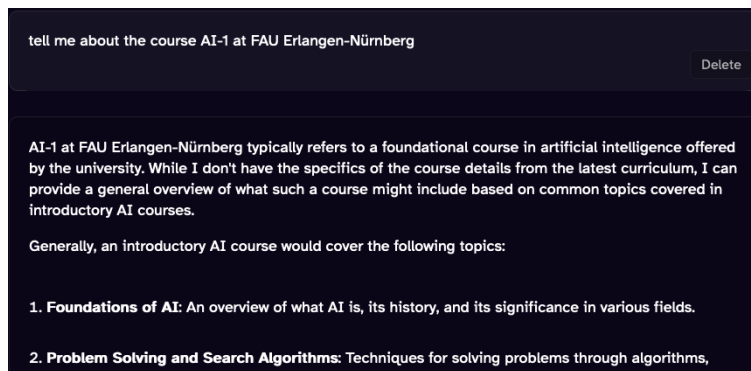 tell me about the course AI-1 at FAU Erlangen-Nürnberg
Delete
AI-1 at FAU Erlangen-Nürnberg typically refers to a foundational course in artificial intelligence offered
by the university. While I don't have the specifics of the course details from the latest curriculum, I can
provide a general overview of what such a course might include based on common topics covered in
introductory AI courses.
Generally, an introductory AI course would cover the following topics:
1. Foundations of AI: An overview of what AI is, its history, and its significance in various fields.
2. Problem Solving and Search Algorithms: Techniques for solving problems through algorithms,